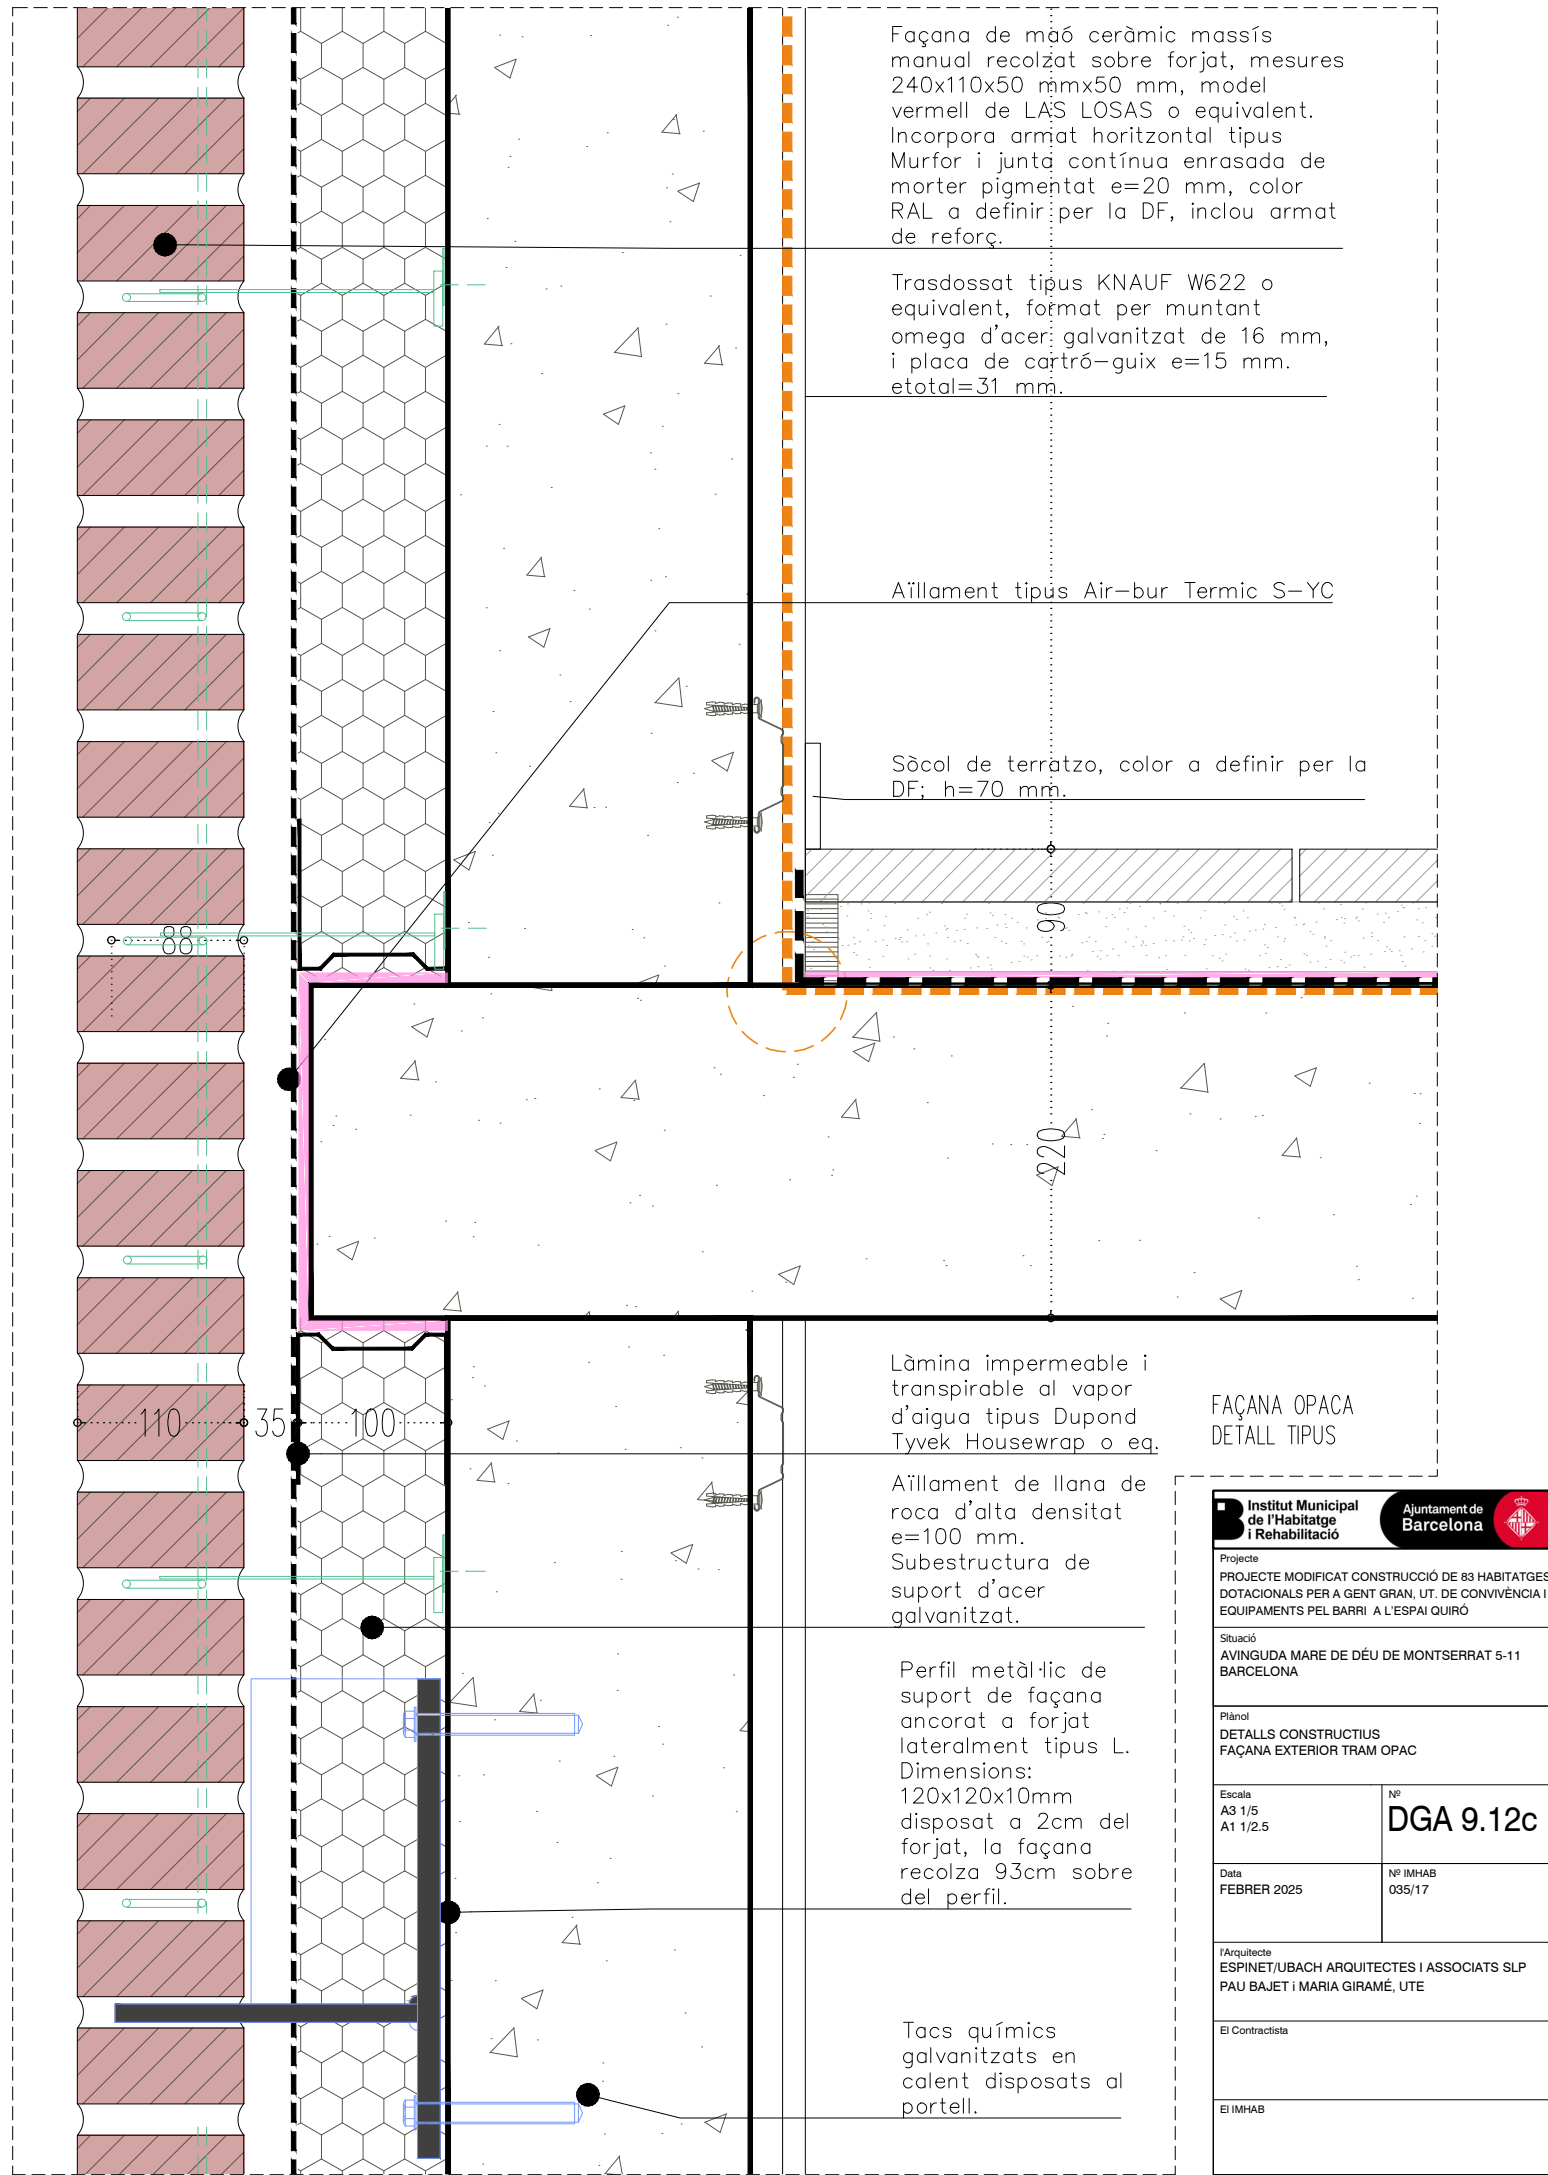 Façana de maó ceràmic massís
manual recolzat sobre forjat, mesures
240x110x50 mmx50 mm, model
vermell de LAS LOSAS o equivalent.
Incorpora armat horitzontal tipus
Murfor i junta contínua enrasada de
morter pigmentat e=20 mm, color
RAL a definir per la DF, inclou armat
de reforç.
Trasdossat tipus KNAUF W622 o
equivalent, format per muntant
omega d'acer galvanitzat de 16 mm,
i placa de cartró-guix e=15 mm.
etotal=31 mm.
Aïllament tipus Air-bur Termic S-YC
Sòcol de terratzo, color a definir per la
DF; h=70 mm.
90
88
220
110
35
100
Làmina impermeable i
transpirable al vapor
d'aigua tipus Dupond
Tyvek Housewrap o eq.
Aïllament de llana de
roca d'alta densitat
e=100 mm.
Subestructura de
suport d'acer
galvanitzat.
Perfil metàl·lic de
suport de façana
ancorat a forjat
lateralment tipus L.
Dimensions:
120x120x10mm
disposat a 2cm del
forjat, la façana
recolza 93cm sobre
del perfil.
Tacs químics
galvanitzats en
calent disposats al
portell.
FAÇANA OPACA
DETALL TIPUS
Institut Municipal
de l'Habitatge
i Rehabilitació
Ajuntament de
Barcelona
Projecte
PROJECTE MODIFICAT CONSTRUCCIÓ DE 83 HABITATGES
DOTACIONALS PER A GENT GRAN, UT. DE CONVIVÈNCIA I
EQUIPAMENTS PEL BARRI A L'ESPAI QUIRÓ
Situació
AVINGUDA MARE DE DÉU DE MONTSERRAT 5-11
BARCELONA
Plànol
DETALLS CONSTRUCTIUS
FAÇANA EXTERIOR TRAM OPAC
Escala
A3 1/5
A1 1/2.5
Nº
DGA 9.12c
Data
FEBRER 2025
Nº IMHAB
035/17
l'Arquitecte
ESPINET/UBACH ARQUITECTES I ASSOCIATS SLP
PAU BAJET i MARIA GIRAMÉ, UTE
El Contractista
El IMHAB